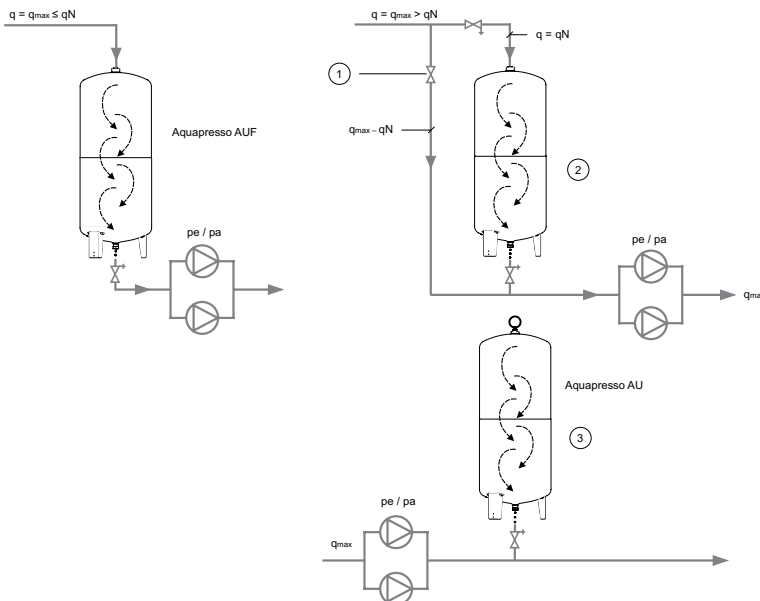 q = qmax ≤ qN
Aquapresso AUF
pe / pa
q = qmax > qN
q = qN
1
qmax – qN
2
pe / pa
qma
Aquapresso AU
3
pe / pa
qmax